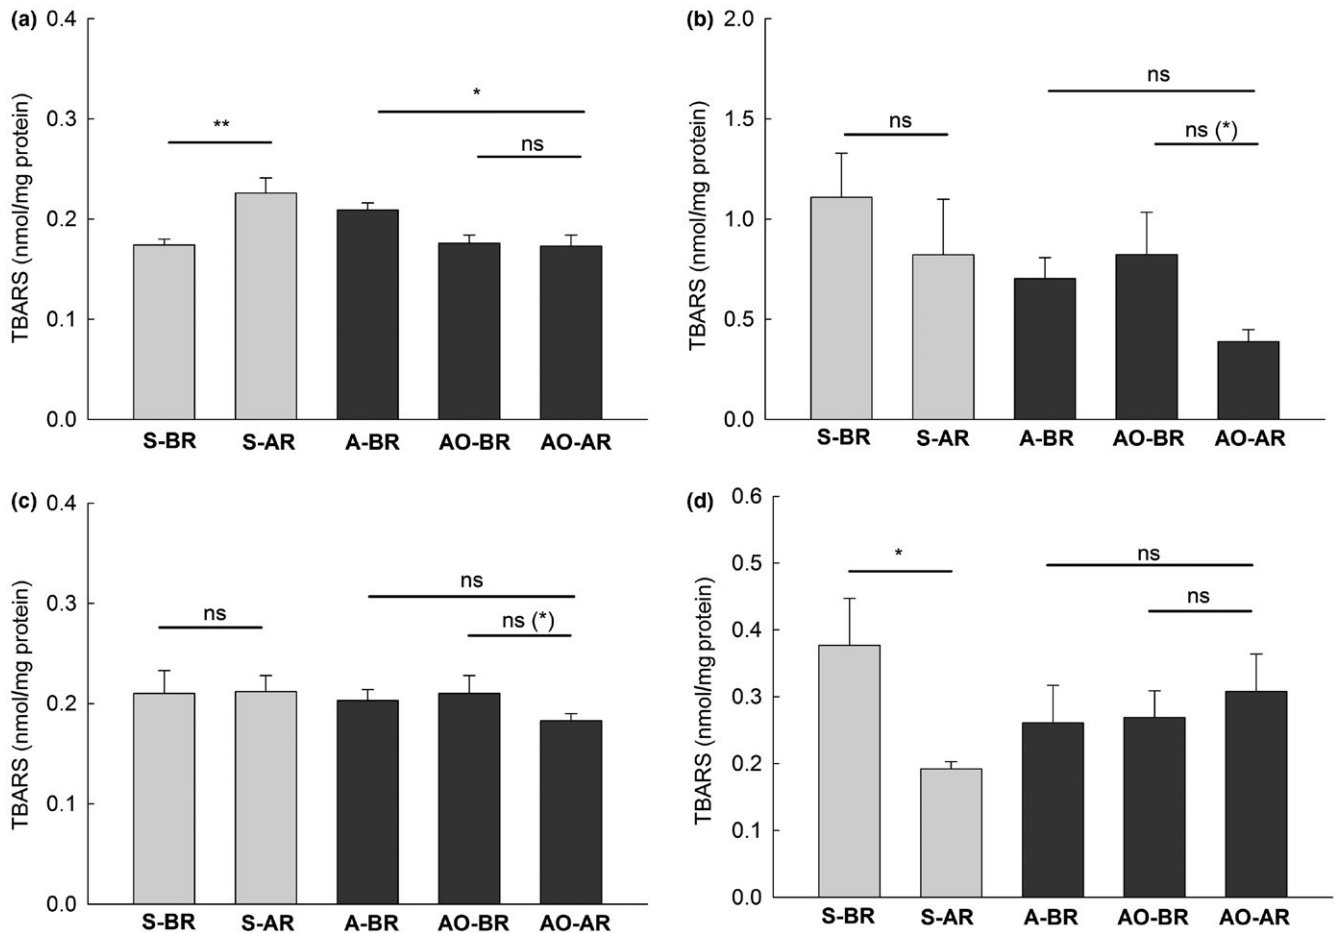 (a)
TBARS (nmol/mg protein)
0.4
0.3
0.2
0.1
0.0
**
*
ns
S-BR S-AR A-BR AO-BR AO-AR
(b)
TBARS (nmol/mg protein)
2.0
1.5
1.0
0.5
0.0
ns
ns
ns (*)
S-BR S-AR A-BR AO-BR AO-AR
(c)
TBARS (nmol/mg protein)
0.4
0.3
0.2
0.1
0.0
ns
ns
ns (*)
S-BR S-AR A-BR AO-BR AO-AR
(d)
TBARS (nmol/mg protein)
0.6
0.5
0.4
0.3
0.2
0.1
0.0
*
ns
ns
S-BR S-AR A-BR AO-BR AO-AR